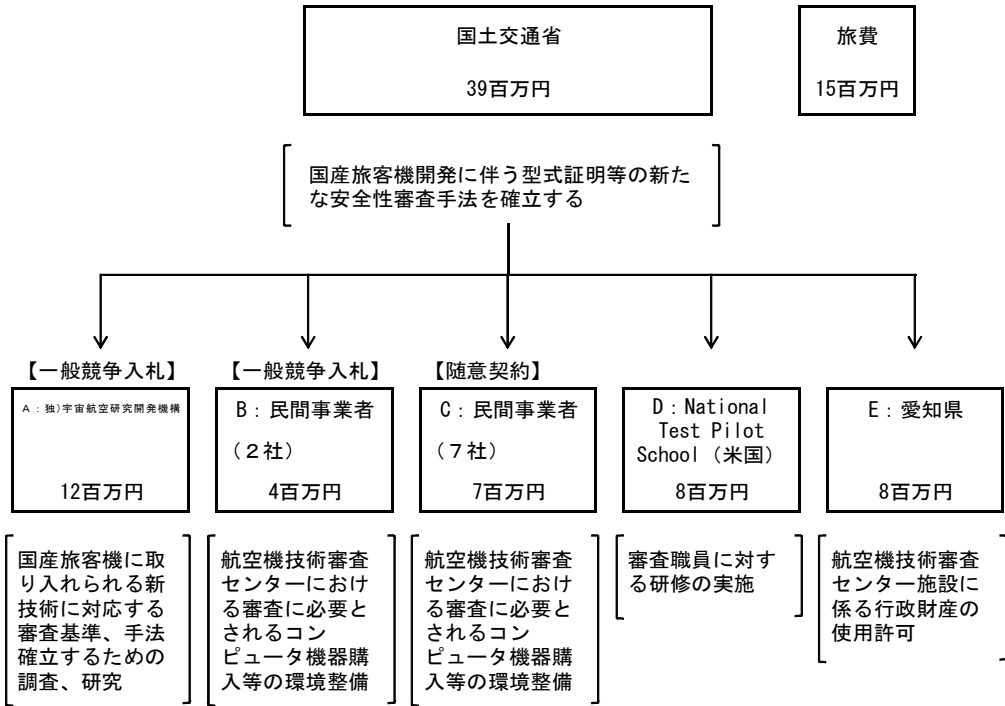 国土交通省
39百万円
旅費
15百万円
国産旅客機開発に伴う型式証明等の新た
な安全性審査手法を確立する
【一般競争入札】
A：独)宇宙航空研究開発機構
12百万円
国産旅客機に取
り入れられる新
技術に対応する
審査基準、手法
確立するための
調査、研究
【一般競争入札】
B：民間事業者
（２社）
4百万円
航空機技術審査
センターにおけ
る審査に必要と
されるコン
ピュータ機器購
入等の環境整備
【随意契約】
C：民間事業者
（７社）
7百万円
航空機技術審査
センターにおけ
る審査に必要と
されるコン
ピュータ機器購
入等の環境整備
D：National
Test Pilot
School（米国）
8百万円
審査職員に対す
る研修の実施
E：愛知県
8百万円
航空機技術審査
センター施設に
係る行政財産の
使用許可